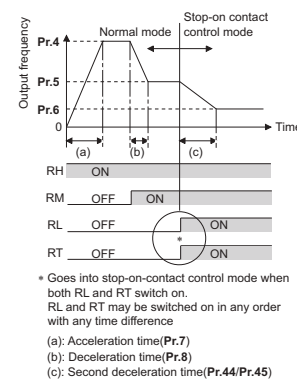 Stop-on contact
Normal mode control mode
Output frequency
Pr.4
Pr.5
Pr.6
0
Time
(a) (b) (c)
RH ON
RM OFF ON
RL OFF ON
*
RT OFF ON
* Goes into stop-on-contact control mode when
both RL and RT switch on.
RL and RT may be switched on in any order
with any time difference
(a): Acceleration time(Pr.7)
(b): Deceleration time(Pr.8)
(c): Second deceleration time(Pr.44/Pr.45)